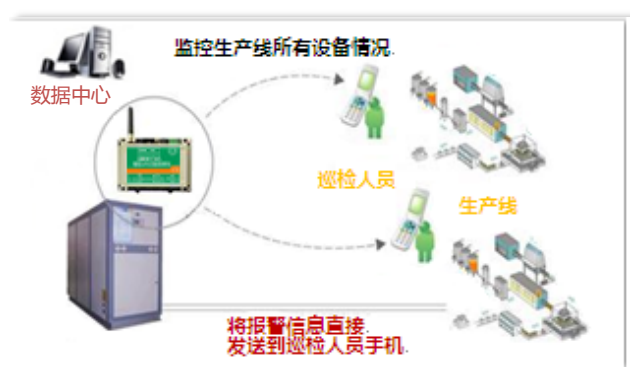 监控生产线所有设备情况.
数据中心
巡检人员
生产线
将报警信息直接.
发送到巡检人员手机.